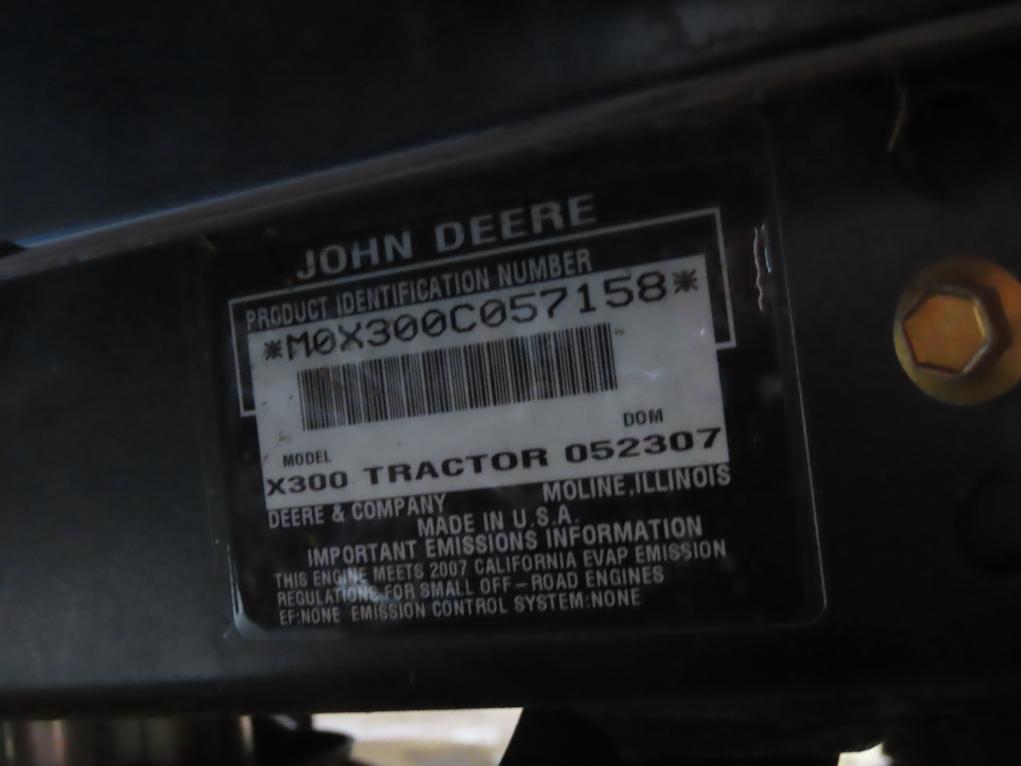 JOHN DEERE
PRODUCT IDENTIFICATION NUMBER
*M0X300C057158*
MODEL DOM
X300 TRACTOR 052307
DEERE & COMPANY MOLINE, ILLINOIS
MADE IN U.S.A.
IMPORTANT EMISSIONS INFORMATION
THIS ENGINE MEETS 2007 CALIFORNIA EVAP EMISSION
REGULATIONS FOR SMALL OFF-ROAD ENGINES
EF:NONE EMISSION CONTROL SYSTEM:NONE